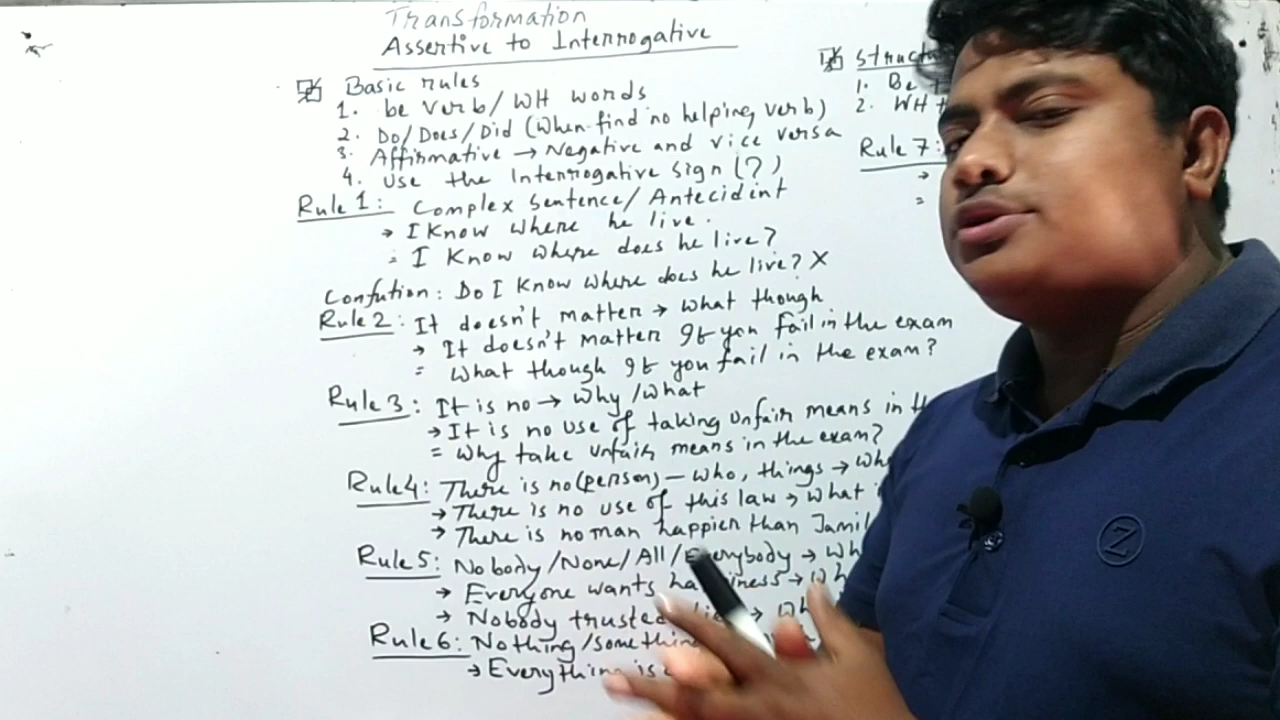 Transformation
Assertive to Interrogative
Basic rules
1. be verb/WH words
2. Do/Does/Did (When find no helping verb)
3. Affirmative → Negative and vice versa
4. Use the Interrogative Sign (?)
Rule 1: Complex Sentence/Antecident
→ I Know where he live.
= I Know where does he live?
Confution: Do I Know where does he live? X
Rule 2: It doesn't matter → what though
→ It doesn't matter If you fail in the exam
= What though If you fail in the exam?
Rule 3: It is no → Why/what
→ It is no use of taking unfair means in
= Why take unfair means in the exam?
Rule 4: There is no (person) - who, things →
→ There is no use of this law → what
→ There is no man happier than Jamil
Rule 5: Nobody/None/All/Everybody →
→ Everyone wants happiness →
→ Nobody trusted →
Rule 6: Nothing/
→ Everything is
Structu
1. Be +
2. WH +
Rule 7:
→
=
Z